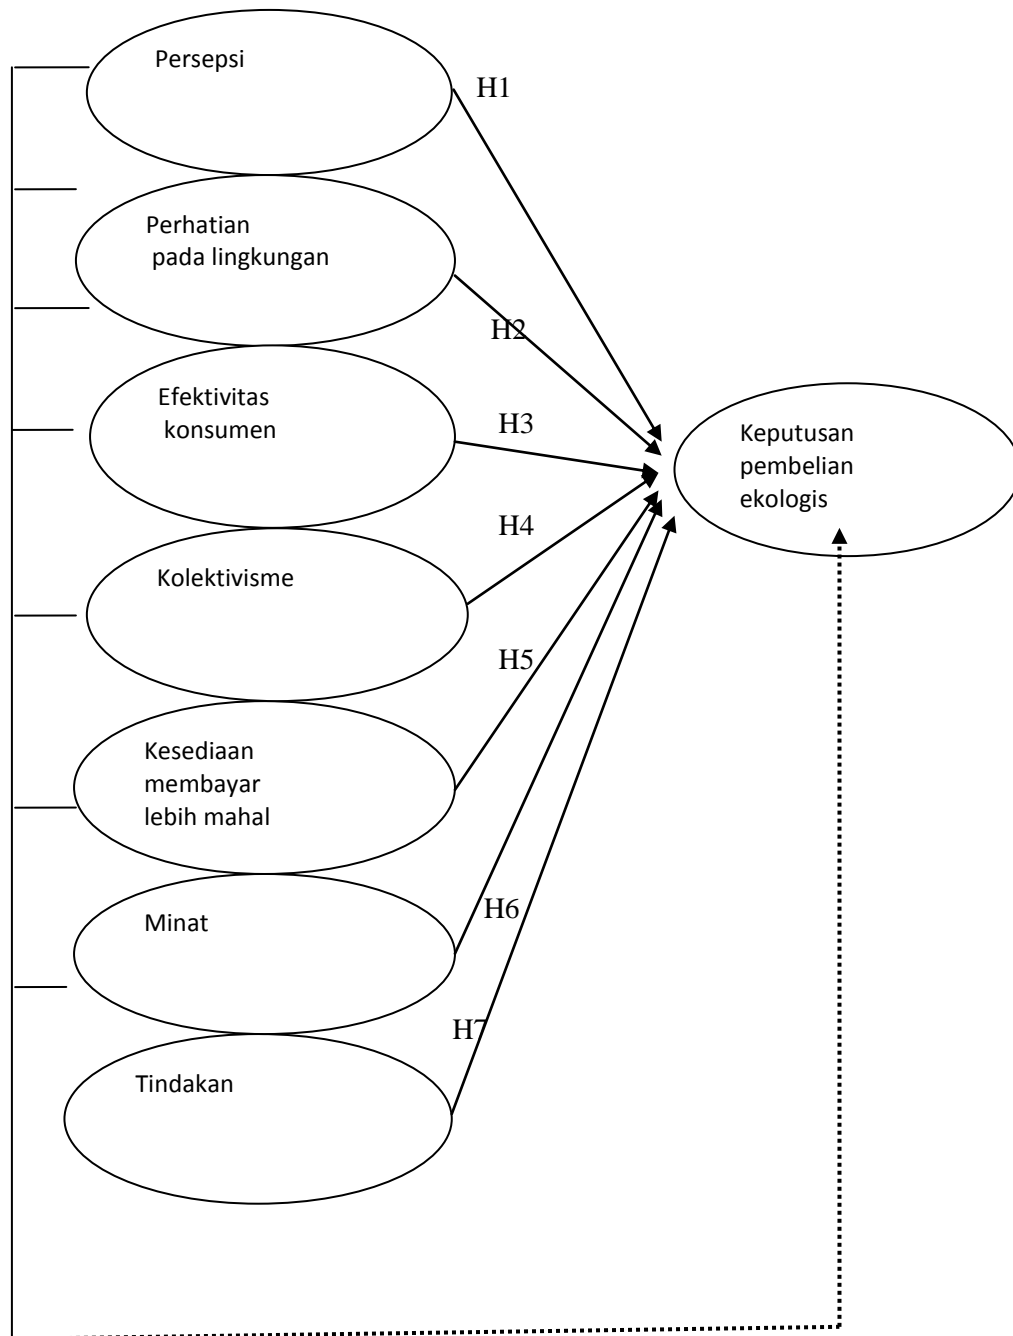 Persepsi
H1
Perhatian
pada lingkungan
H2
Efektivitas
konsumen
H3
Keputusan
pembelian
ekologis
H4
Kolektivisme
H5
Kesediaan
membayar
lebih mahal
H6
Minat
H7
Tindakan